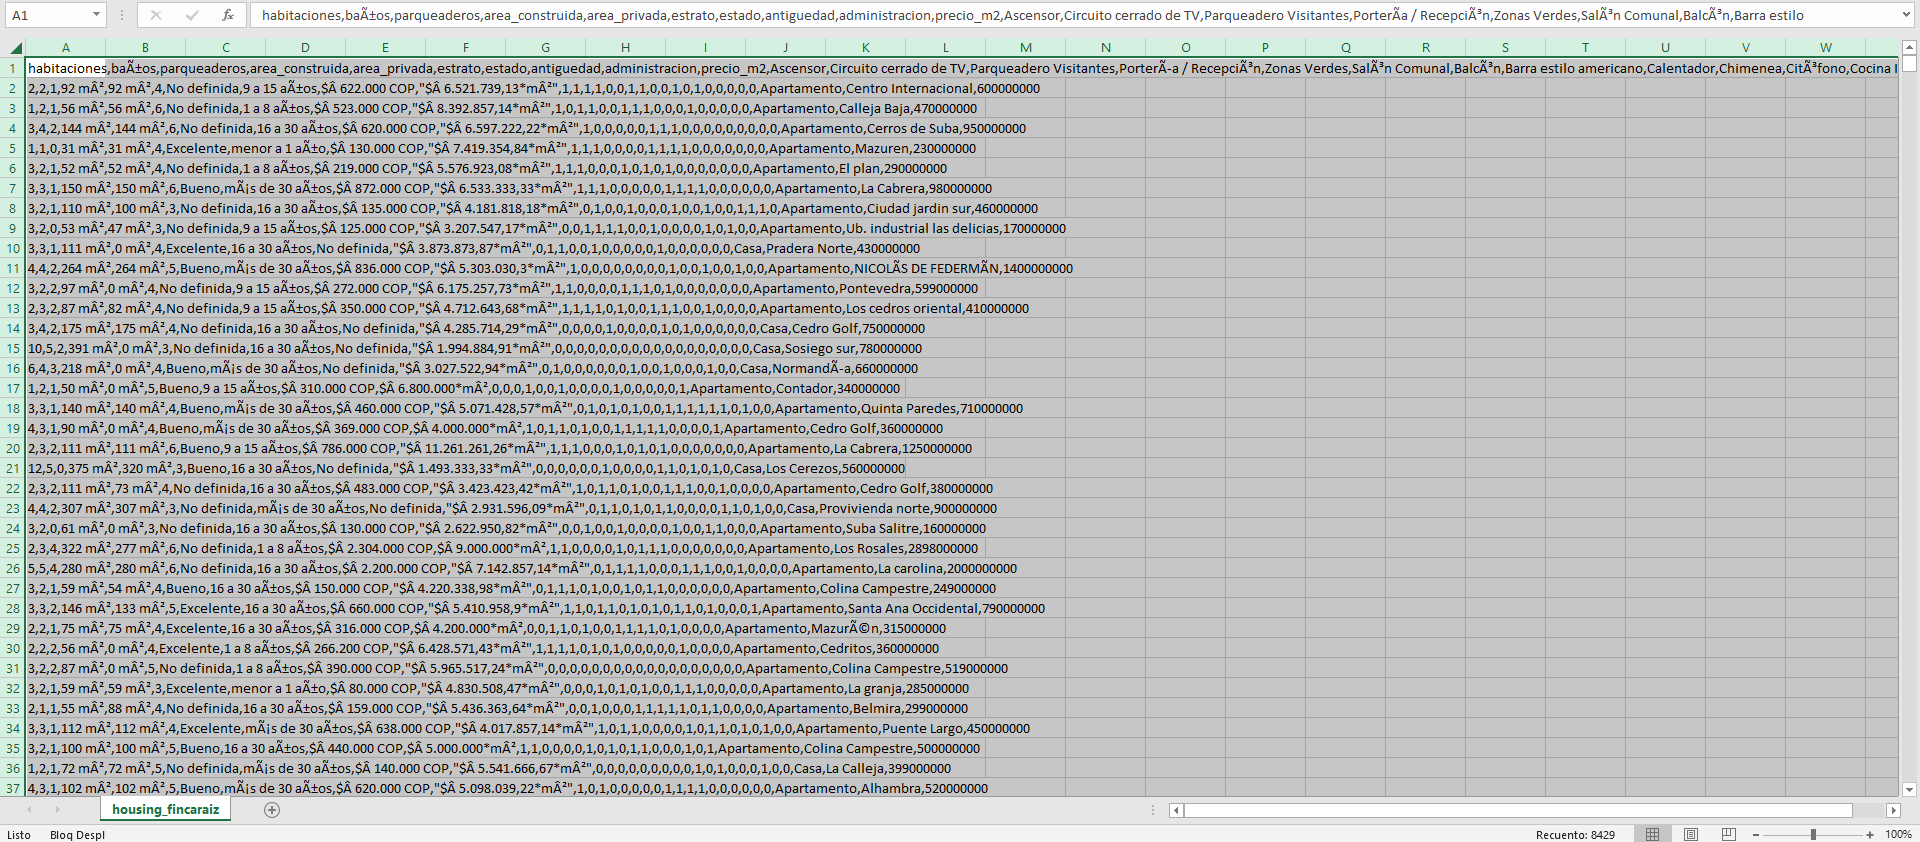 A1
habitaciones,baÃ±os,parqueaderos,area_construida,area_privada,estrato,estado,antiguedad,administracion,precio_m2,Ascensor,Circuito cerrado de TV,Parqueadero Visitantes,PorterÃ­a / RecepciÃ³n,Zonas Verdes,SalÃ³n Comunal,BalcÃ³n,Barra estilo
A B C D E F G H I J K L M N O P Q R S T U V W
1 habitaciones,baÃ±os,parqueaderos,area_construida,area_privada,estrato,estado,antiguedad,administracion,precio_m2,Ascensor,Circuito cerrado de TV,Parqueadero Visitantes,PorterÃ-a / RecepciÃ³n,Zonas Verdes,SalÃ³n Comunal,BalcÃ³n,Barra estilo americano,Calentador,Chimenea,CitÃ³fono,Cocina I
2 2,2,1,92 mÂ²,92 mÂ²,4,No definida,9 a 15 aÃ±os,$Â 622.000 COP,"$Â 6.521.739,13*mÂ²",1,1,1,1,0,0,1,1,0,0,1,0,1,0,0,0,0,0,Apartamento,Centro Internacional,600000000
3 1,2,1,56 mÂ²,56 mÂ²,6,No definida,1 a 8 aÃ±os,$Â 523.000 COP,"$Â 8.392.857,14*mÂ²",1,0,1,1,0,0,1,0,0,0,1,1,0,0,0,0,0,0,Apartamento,Calleja Baja,470000000
4 3,4,2,144 mÂ²,144 mÂ²,6,No definida,16 a 30 aÃ±os,$Â 620.000 COP,"$Â 6.597.222,22*mÂ²",1,0,0,0,0,0,1,1,1,0,0,0,0,0,0,0,0,0,Apartamento,Cerros de Suba,950000000
5 1,1,0,31 mÂ²,31 mÂ²,4,Excelente,menor a 1 aÃ±o,$Â 130.000 COP,"$Â 7.419.354,84*mÂ²",1,1,1,0,0,0,0,1,1,1,1,0,0,0,0,0,0,0,Apartamento,Mazuren,230000000
6 3,2,1,52 mÂ²,52 mÂ²,4,No definida,1 a 8 aÃ±os,$Â 219.000 COP,"$Â 5.576.923,08*mÂ²",1,1,1,0,0,0,1,0,1,0,1,0,0,0,0,0,0,0,Apartamento,El plan,290000000
7 3,3,1,150 mÂ²,150 mÂ²,6,Bueno,mÃ¡s de 30 aÃ±os,$Â 872.000 COP,"$Â 6.533.333,33*mÂ²",1,1,1,0,0,0,0,0,1,1,1,1,0,0,0,0,0,0,Apartamento,La Cabrera,980000000
8 3,2,1,110 mÂ²,100 mÂ²,3,No definida,16 a 30 aÃ±os,$Â 135.000 COP,"$Â 4.181.818,18*mÂ²",0,1,0,0,1,0,0,0,1,0,0,1,0,0,1,1,1,0,Apartamento,Ciudad jardin sur,460000000
9 3,2,0,53 mÂ²,47 mÂ²,3,No definida,9 a 15 aÃ±os,$Â 125.000 COP,"$Â 3.207.547,17*mÂ²",0,0,1,1,1,1,0,0,1,0,0,0,0,1,0,1,0,0,Apartamento,Ub. industrial las delicias,170000000
10 3,3,1,111 mÂ²,0 mÂ²,4,Excelente,16 a 30 aÃ±os,No definida,"$Â 3.873.873,87*mÂ²",0,1,1,0,0,1,0,0,0,0,0,1,0,0,0,0,0,0,Casa,Pradera Norte,430000000
11 4,4,2,264 mÂ²,264 mÂ²,5,Bueno,mÃ¡s de 30 aÃ±os,$Â 836.000 COP,"$Â 5.303.030,3*mÂ²",1,0,0,0,0,0,0,0,0,1,0,0,1,0,0,1,0,0,Apartamento,NICOLÃS DE FEDERMÃN,1400000000
12 3,2,2,97 mÂ²,0 mÂ²,4,No definida,9 a 15 aÃ±os,$Â 272.000 COP,"$Â 6.175.257,73*mÂ²",1,1,0,0,1,0,0,0,1,1,1,0,0,0,0,0,0,0,Apartamento,Pontevedra,599000000
13 2,3,2,87 mÂ²,82 mÂ²,4,No definida,9 a 15 aÃ±os,$Â 350.000 COP,"$Â 4.712.643,68*mÂ²",1,1,1,1,0,1,0,0,1,0,1,1,1,1,0,0,0,0,Apartamento,Los cedros oriental,410000000
14 3,4,2,175 mÂ²,175 mÂ²,4,No definida,16 a 30 aÃ±os,No definida,"$Â 4.285.714,29*mÂ²",0,0,0,0,1,0,0,0,0,1,0,1,0,0,0,0,0,0,Casa,Cedro Golf,750000000
15 10,5,2,391 mÂ²,0 mÂ²,3,No definida,16 a 30 aÃ±os,No definida,"$Â 1.994.884,91*mÂ²",0,0,0,0,0,0,0,0,0,0,0,0,0,0,0,0,0,0,Casa,Sosiego sur,780000000
16 6,4,3,218 mÂ²,0 mÂ²,4,Bueno,mÃ¡s de 30 aÃ±os,No definida,"$Â 3.027.522,94*mÂ²",0,1,0,0,0,0,0,0,1,0,0,1,0,0,0,1,0,0,Casa,NormandÃ-a,660000000
17 1,2,1,50 mÂ²,0 mÂ²,5,Bueno,9 a 15 aÃ±os,$Â 310.000 COP,$Â 6.800.000*mÂ²,0,0,0,1,0,0,1,0,0,0,0,1,0,0,0,0,0,1,Apartamento,Contador,340000000
18 3,3,1,140 mÂ²,140 mÂ²,4,Bueno,mÃ¡s de 30 aÃ±os,$Â 460.000 COP,"$Â 5.071.428,57*mÂ²",0,1,0,1,0,1,0,0,1,1,1,1,1,1,0,1,0,0,Apartamento,Quinta Paredes,710000000
19 4,3,1,90 mÂ²,0 mÂ²,4,Bueno,mÃ¡s de 30 aÃ±os,$Â 369.000 COP,$Â 4.000.000*mÂ²,1,0,1,1,0,1,0,0,1,1,1,1,1,0,0,0,0,1,Apartamento,Cedro Golf,360000000
20 2,3,2,111 mÂ²,111 mÂ²,6,Bueno,9 a 15 aÃ±os,$Â 786.000 COP,"$Â 11.261.261,26*mÂ²",1,1,1,0,0,0,1,0,1,1,0,0,0,0,0,0,0,0,Apartamento,La Cabrera,1250000000
21 12,5,0,375 mÂ²,320 mÂ²,3,Bueno,16 a 30 aÃ±os,No definida,"$Â 1.493.333,33*mÂ²",0,0,0,0,0,0,1,0,0,0,0,1,1,0,1,0,1,0,Casa,Los Cerezos,560000000
22 2,3,2,111 mÂ²,73 mÂ²,4,No definida,16 a 30 aÃ±os,$Â 483.000 COP,"$Â 3.423.423,42*mÂ²",1,0,1,1,0,1,0,0,1,1,1,0,0,1,0,0,0,0,Apartamento,Cedro Golf,380000000
23 4,4,2,307 mÂ²,307 mÂ²,3,No definida,mÃ¡s de 30 aÃ±os,No definida,"$Â 2.931.596,09*mÂ²",0,1,1,0,1,0,1,1,0,0,0,0,1,1,0,1,0,0,Casa,Provivienda norte,900000000
24 3,2,0,61 mÂ²,0 mÂ²,3,No definida,16 a 30 aÃ±os,$Â 130.000 COP,"$Â 2.622.950,82*mÂ²",0,0,1,0,0,1,0,0,1,0,0,0,1,1,0,0,0,0,Apartamento,Suba Salitre,160000000
25 2,3,4,322 mÂ²,277 mÂ²,6,No definida,1 a 8 aÃ±os,$Â 2.304.000 COP,$Â 9.000.000*mÂ²,1,1,0,0,0,0,1,0,1,1,1,0,0,0,0,0,0,0,Apartamento,Los Rosales,2898000000
26 5,5,4,280 mÂ²,280 mÂ²,6,No definida,16 a 30 aÃ±os,$Â 2.200.000 COP,"$Â 7.142.857,14*mÂ²",0,1,1,1,1,0,0,0,1,1,1,0,0,1,0,0,0,0,Apartamento,La carolina,2000000000
27 3,2,1,59 mÂ²,54 mÂ²,4,Bueno,16 a 30 aÃ±os,$Â 150.000 COP,"$Â 4.220.338,98*mÂ²",0,1,1,1,0,1,0,0,1,0,1,1,0,0,0,0,0,0,Apartamento,Colina Campestre,249000000
28 3,3,2,146 mÂ²,133 mÂ²,5,Excelente,16 a 30 aÃ±os,$Â 660.000 COP,"$Â 5.410.958,9*mÂ²",1,1,0,1,1,0,1,0,1,0,1,1,0,1,0,0,0,1,Apartamento,Santa Ana Occidental,790000000
29 2,2,1,75 mÂ²,75 mÂ²,4,Excelente,16 a 30 aÃ±os,$Â 316.000 COP,$Â 4.200.000*mÂ²,0,0,1,1,0,1,0,0,1,1,1,1,0,1,0,0,0,0,Apartamento,MazurÃ©n,315000000
30 2,2,2,56 mÂ²,0 mÂ²,4,Excelente,1 a 8 aÃ±os,$Â 266.200 COP,"$Â 6.428.571,43*mÂ²",1,1,1,1,0,1,0,1,0,0,1,0,0,0,0,1,0,0,Apartamento,Cedritos,360000000
31 3,2,2,87 mÂ²,0 mÂ²,5,No definida,1 a 8 aÃ±os,$Â 390.000 COP,"$Â 5.965.517,24*mÂ²",0,0,0,0,0,0,0,0,0,0,0,0,0,0,0,0,0,0,Apartamento,Colina Campestre,519000000
32 3,2,1,59 mÂ²,59 mÂ²,3,Excelente,menor a 1 aÃ±o,$Â 80.000 COP,"$Â 4.830.508,47*mÂ²",0,0,0,1,0,1,0,1,0,0,1,1,1,0,0,0,0,0,Apartamento,La granja,285000000
33 2,1,1,55 mÂ²,88 mÂ²,4,No definida,16 a 30 aÃ±os,$Â 159.000 COP,"$Â 5.436.363,64*mÂ²",0,0,1,0,0,0,1,1,1,1,1,0,1,0,0,0,0,0,Apartamento,Belmira,299000000
34 3,3,1,112 mÂ²,112 mÂ²,4,Excelente,mÃ¡s de 30 aÃ±os,$Â 638.000 COP,"$Â 4.017.857,14*mÂ²",1,0,1,1,0,0,0,0,1,0,0,1,0,1,0,1,0,0,Apartamento,Puente Largo,450000000
35 3,2,1,100 mÂ²,100 mÂ²,5,Bueno,16 a 30 aÃ±os,$Â 440.000 COP,$Â 5.000.000*mÂ²,1,1,0,0,0,0,1,0,1,0,1,1,0,0,0,1,0,1,Apartamento,Colina Campestre,500000000
36 1,2,1,72 mÂ²,72 mÂ²,5,No definida,mÃ¡s de 30 aÃ±os,$Â 140.000 COP,"$Â 5.541.666,67*mÂ²",0,0,0,0,0,0,0,0,1,0,1,0,0,0,0,1,0,0,Casa,La Calleja,399000000
37 4,3,1,102 mÂ²,102 mÂ²,5,Bueno,mÃ¡s de 30 aÃ±os,$Â 620.000 COP,"$Â 5.098.039,22*mÂ²",1,0,1,0,0,0,0,0,1,1,1,1,0,0,0,0,0,0,Apartamento,Alhambra,520000000
housing_fincaraiz
Listo Bloq Despl Recuento: 8429 100%